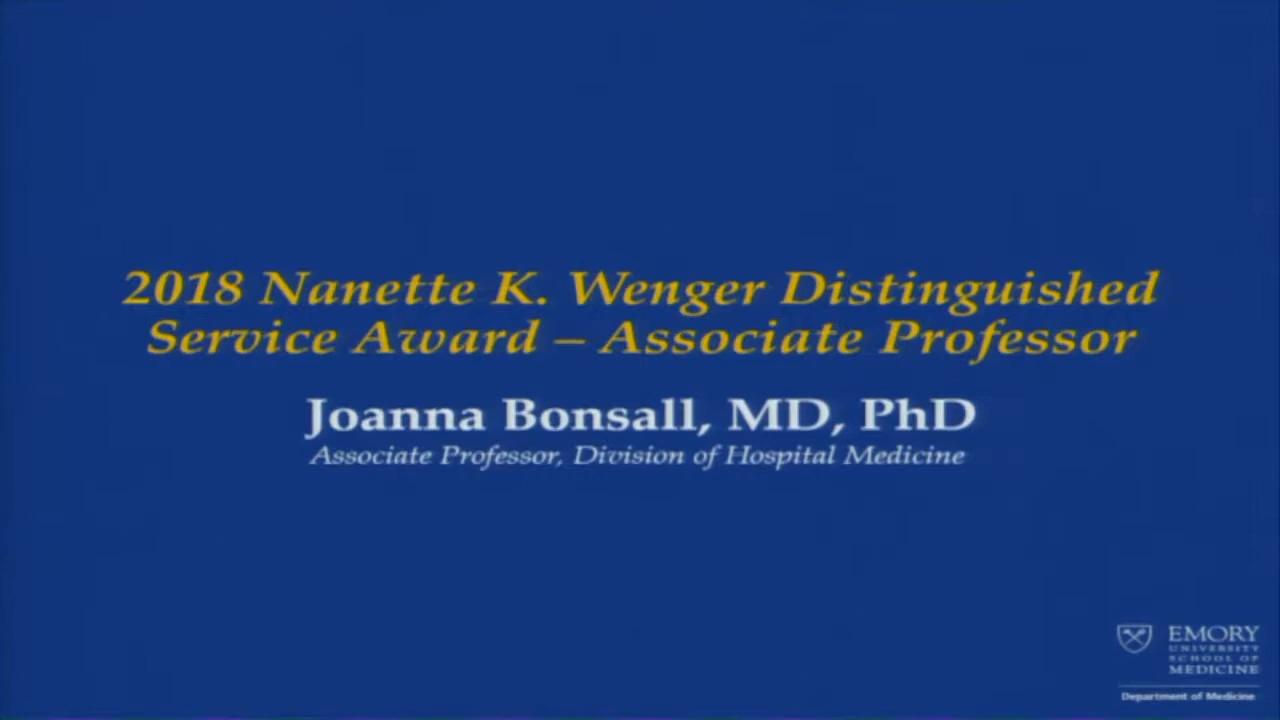 2018 Nanette K. Wenger Distinguished
Service Award – Associate Professor
Joanna Bonsall, MD, PhD
Associate Professor, Division of Hospital Medicine
EMORY
UNIVERSITY
SCHOOL OF
MEDICINE
Department of Medicine